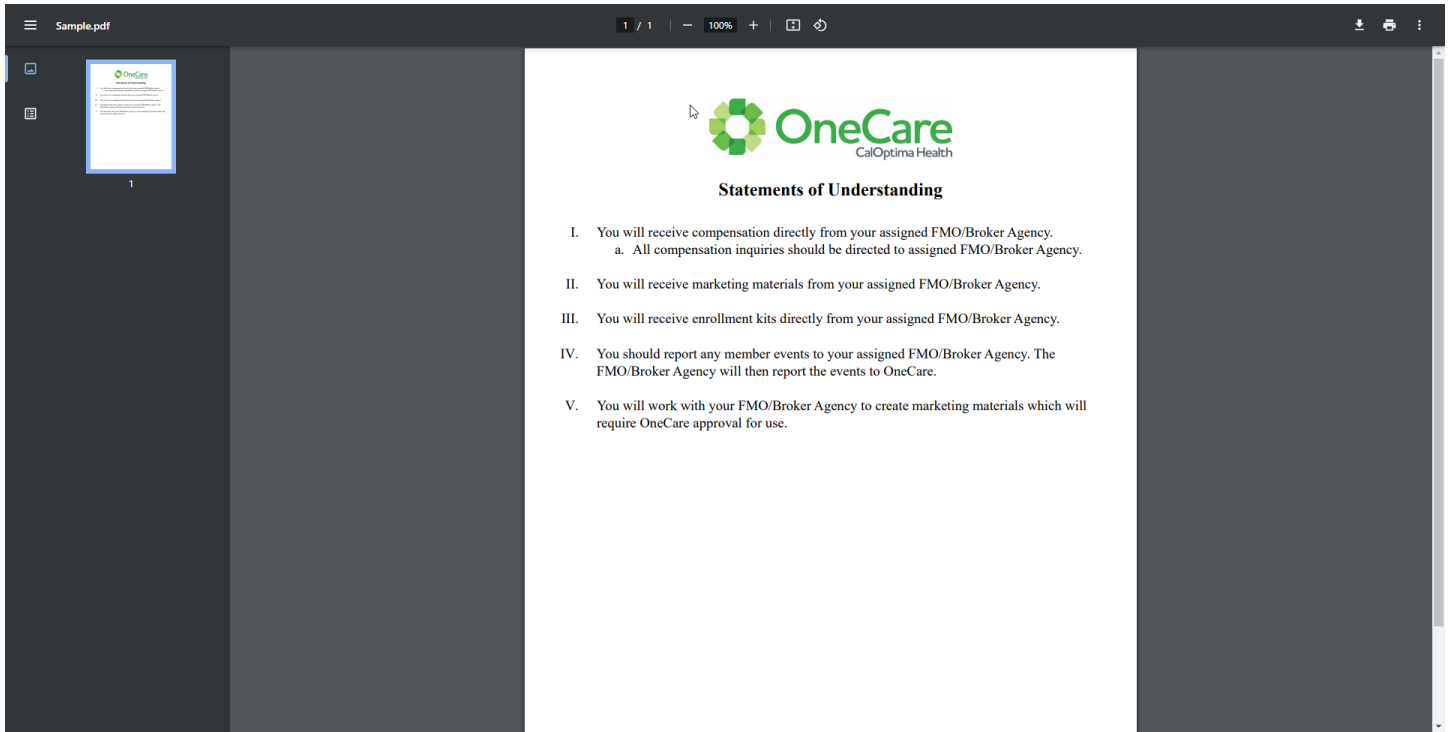 Sample.pdf
1 / 1
100%
1
OneCare
CalOptima Health
Statements of Understanding
I. You will receive compensation directly from your assigned FMO/Broker Agency.
a. All compensation inquiries should be directed to assigned FMO/Broker Agency.
II. You will receive marketing materials from your assigned FMO/Broker Agency.
III. You will receive enrollment kits directly from your assigned FMO/Broker Agency.
IV. You should report any member events to your assigned FMO/Broker Agency. The
FMO/Broker Agency will then report the events to OneCare.
V. You will work with your FMO/Broker Agency to create marketing materials which will
require OneCare approval for use.